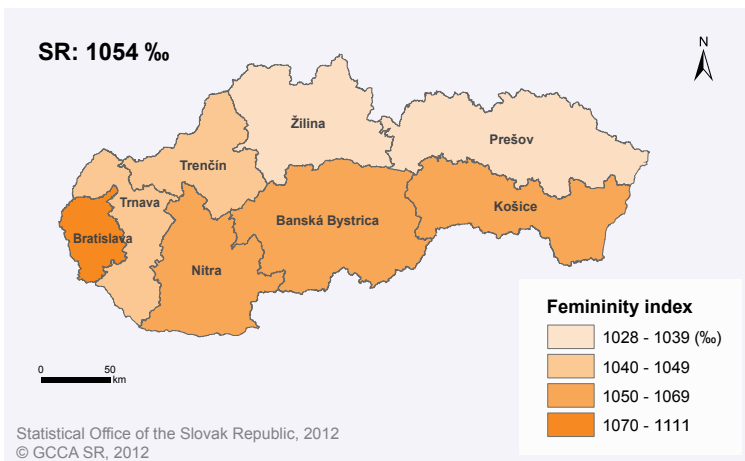 SR: 1054 ‰
N
Žilina
Prešov
Trenčín
Trnava
Košice
Banská Bystrica
Bratislava
Nitra
Femininity index
1028 - 1039 (‰)
1040 - 1049
1050 - 1069
1070 - 1111
0 50
km
Statistical Office of the Slovak Republic, 2012
© GCCA SR, 2012